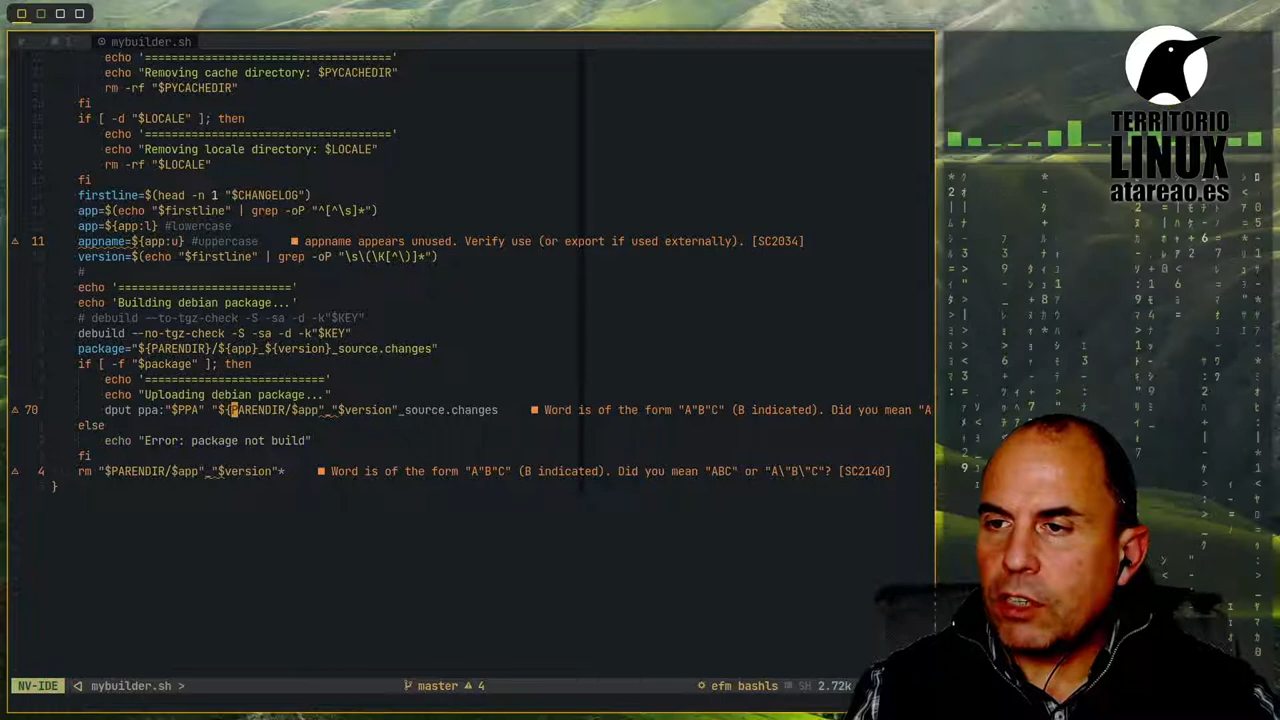 mybuilder.sh
echo '====================================='
echo "Removing cache directory: $PYCACHEDIR"
rm -rf "$PYCACHEDIR"
fi
if [ -d "$LOCALE" ]; then
echo '====================================='
echo "Removing locale directory: $LOCALE"
rm -rf "$LOCALE"
fi
firstline=$(head -n 1 "$CHANGELOG")
app=$(echo "$firstline" | grep -oP "^[^\s]*")
app=${app:l} #lowercase
11 appname=${app:u} #uppercase ■ appname appears unused. Verify use (or export if used externally). [SC2034]
version=$(echo "$firstline" | grep -oP "\s\(\K[^\)]*")
#
echo '=========================='
echo 'Building debian package...'
# debuild --to-tgz-check -S -sa -d -k"$KEY"
debuild --no-tgz-check -S -sa -d -k"$KEY"
package="${PARENDIR}/${app}_${version}_source.changes"
if [ -f "$package" ]; then
echo '==========================='
echo "Uploading debian package..."
70 dput ppa:"$PPA" "${PARENDIR/$app"_"$version"_source.changes ■ Word is of the form "A"B"C" (B indicated). Did you mean "A
else
echo "Error: package not build"
fi
4 rm "$PARENDIR/$app"_"$version"* ■ Word is of the form "A"B"C" (B indicated). Did you mean "ABC" or "A\"B\"C"? [SC2140]
}
NV-IDE mybuilder.sh > master 4 efm bashls SH 2.72k
TERRITORIO
LINUX
atareao.es